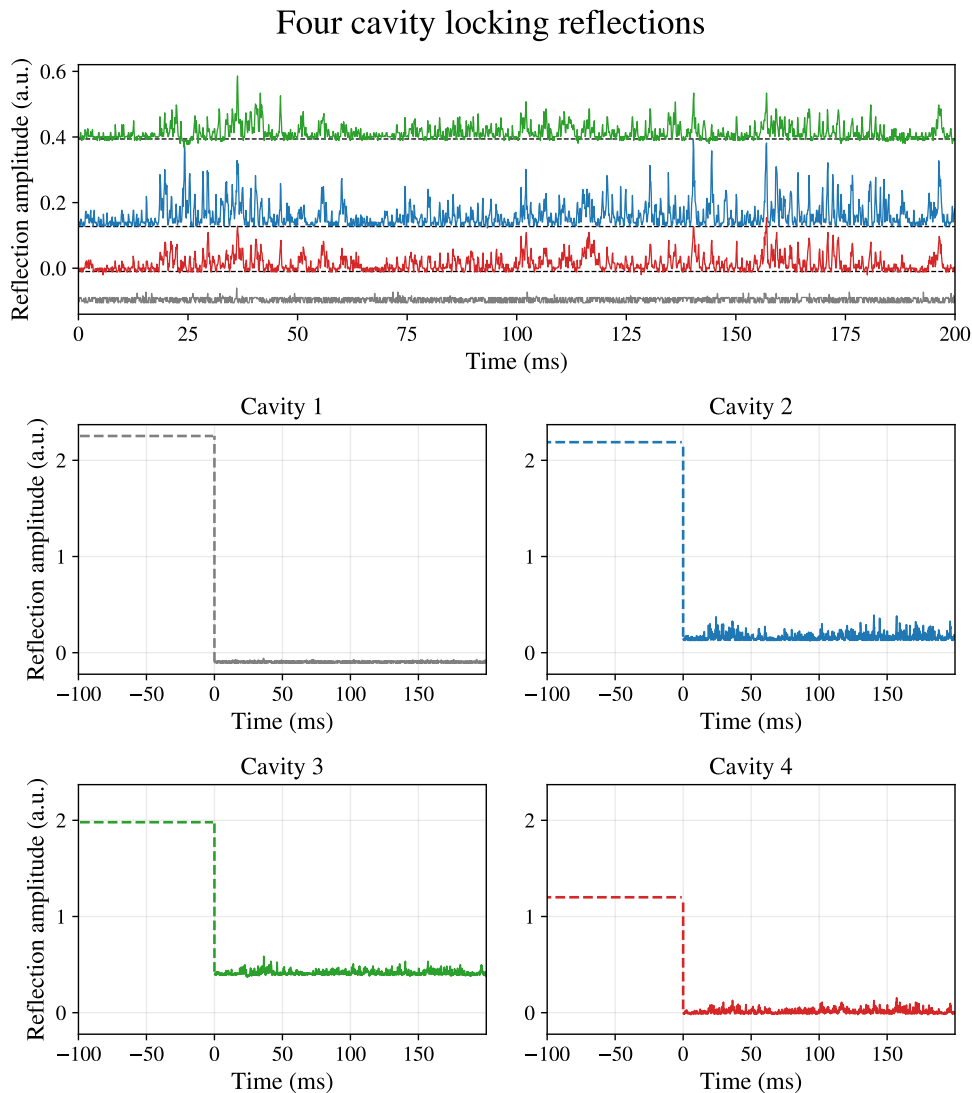 Four cavity locking reflections
Reflection amplitude (a.u.)
0.6
0.4
0.2
0.0
0 25 50 75 100 125 150 175 200
Time (ms)
Cavity 1
Reflection amplitude (a.u.)
2
1
0
−100 −50 0 50 100 150
Time (ms)
Cavity 2
2
1
0
−100 −50 0 50 100 150
Time (ms)
Cavity 3
Reflection amplitude (a.u.)
2
1
0
−100 −50 0 50 100 150
Time (ms)
Cavity 4
2
1
0
−100 −50 0 50 100 150
Time (ms)